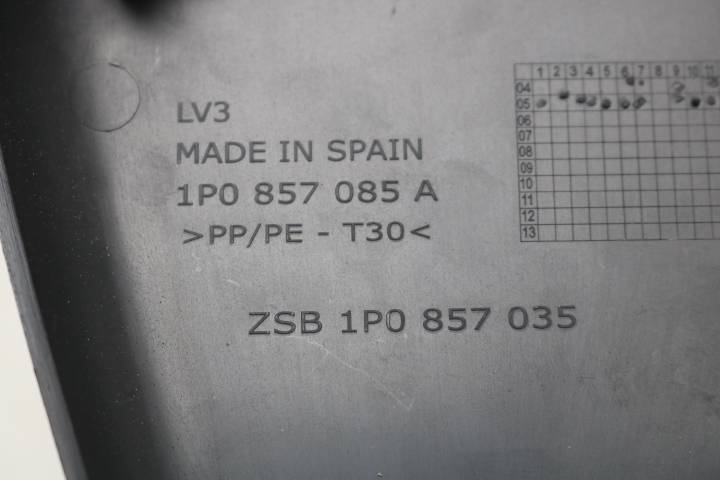 LV3
MADE IN SPAIN
1P0 857 085 A
>PP/PE - T30<
ZSB 1P0 857 035
1 2 3 4 5 6 7 8 9 10 11
04
05
06
07
08
09
10
11
12
13